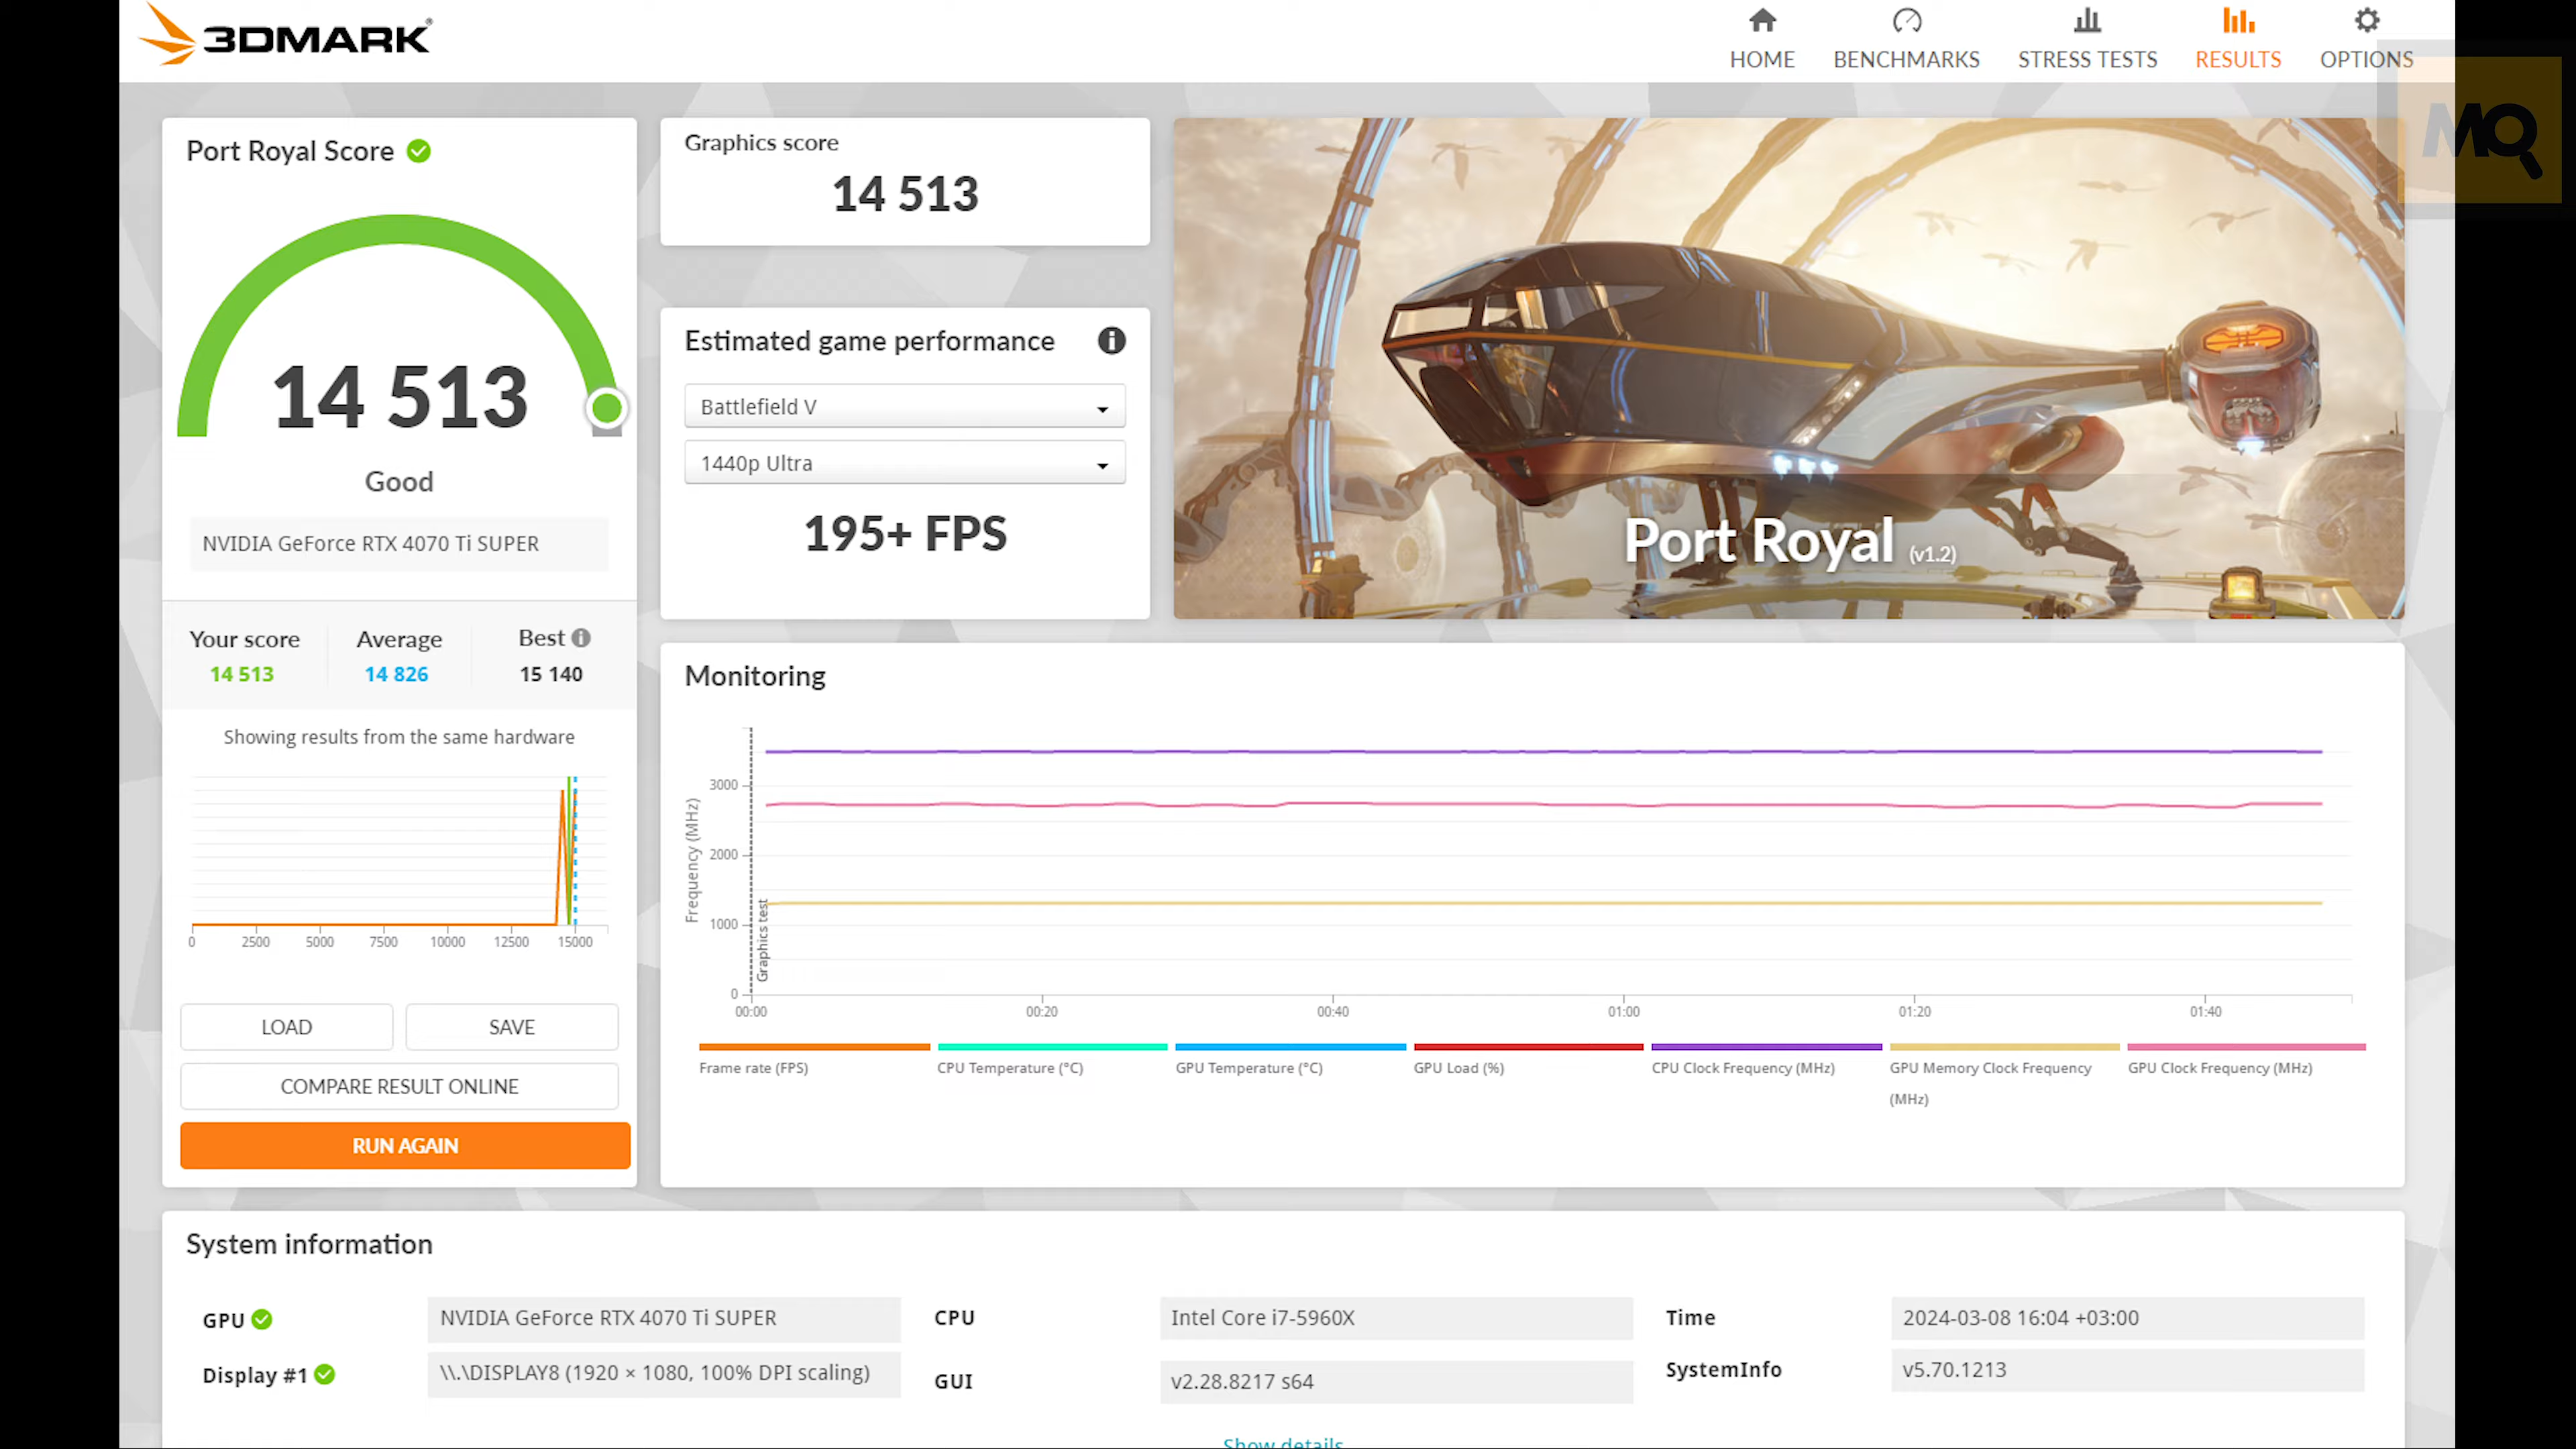 3DMARK®
HOME
BENCHMARKS
STRESS TESTS
RESULTS
OPTIONS
MQ
Port Royal Score
14 513
Good
NVIDIA GeForce RTX 4070 Ti SUPER
Your score
14 513
Average
14 826
Best
15 140
Showing results from the same hardware
0 2500 5000 7500 10000 12500 15000
LOAD
SAVE
COMPARE RESULT ONLINE
RUN AGAIN
Graphics score
14 513
Estimated game performance
Battlefield V
1440p Ultra
195+ FPS
Port Royal (v1.2)
Monitoring
Frequency (MHz)
3000
2000
1000
0
Graphics test
00:00 00:20 00:40 01:00 01:20 01:40
Frame rate (FPS)
CPU Temperature (°C)
GPU Temperature (°C)
GPU Load (%)
CPU Clock Frequency (MHz)
GPU Memory Clock Frequency
(MHz)
GPU Clock Frequency (MHz)
System information
GPU
NVIDIA GeForce RTX 4070 Ti SUPER
Display #1
\\.\DISPLAY8 (1920 × 1080, 100% DPI scaling)
CPU
Intel Core i7-5960X
GUI
v2.28.8217 s64
Time
2024-03-08 16:04 +03:00
SystemInfo
v5.70.1213
Show details